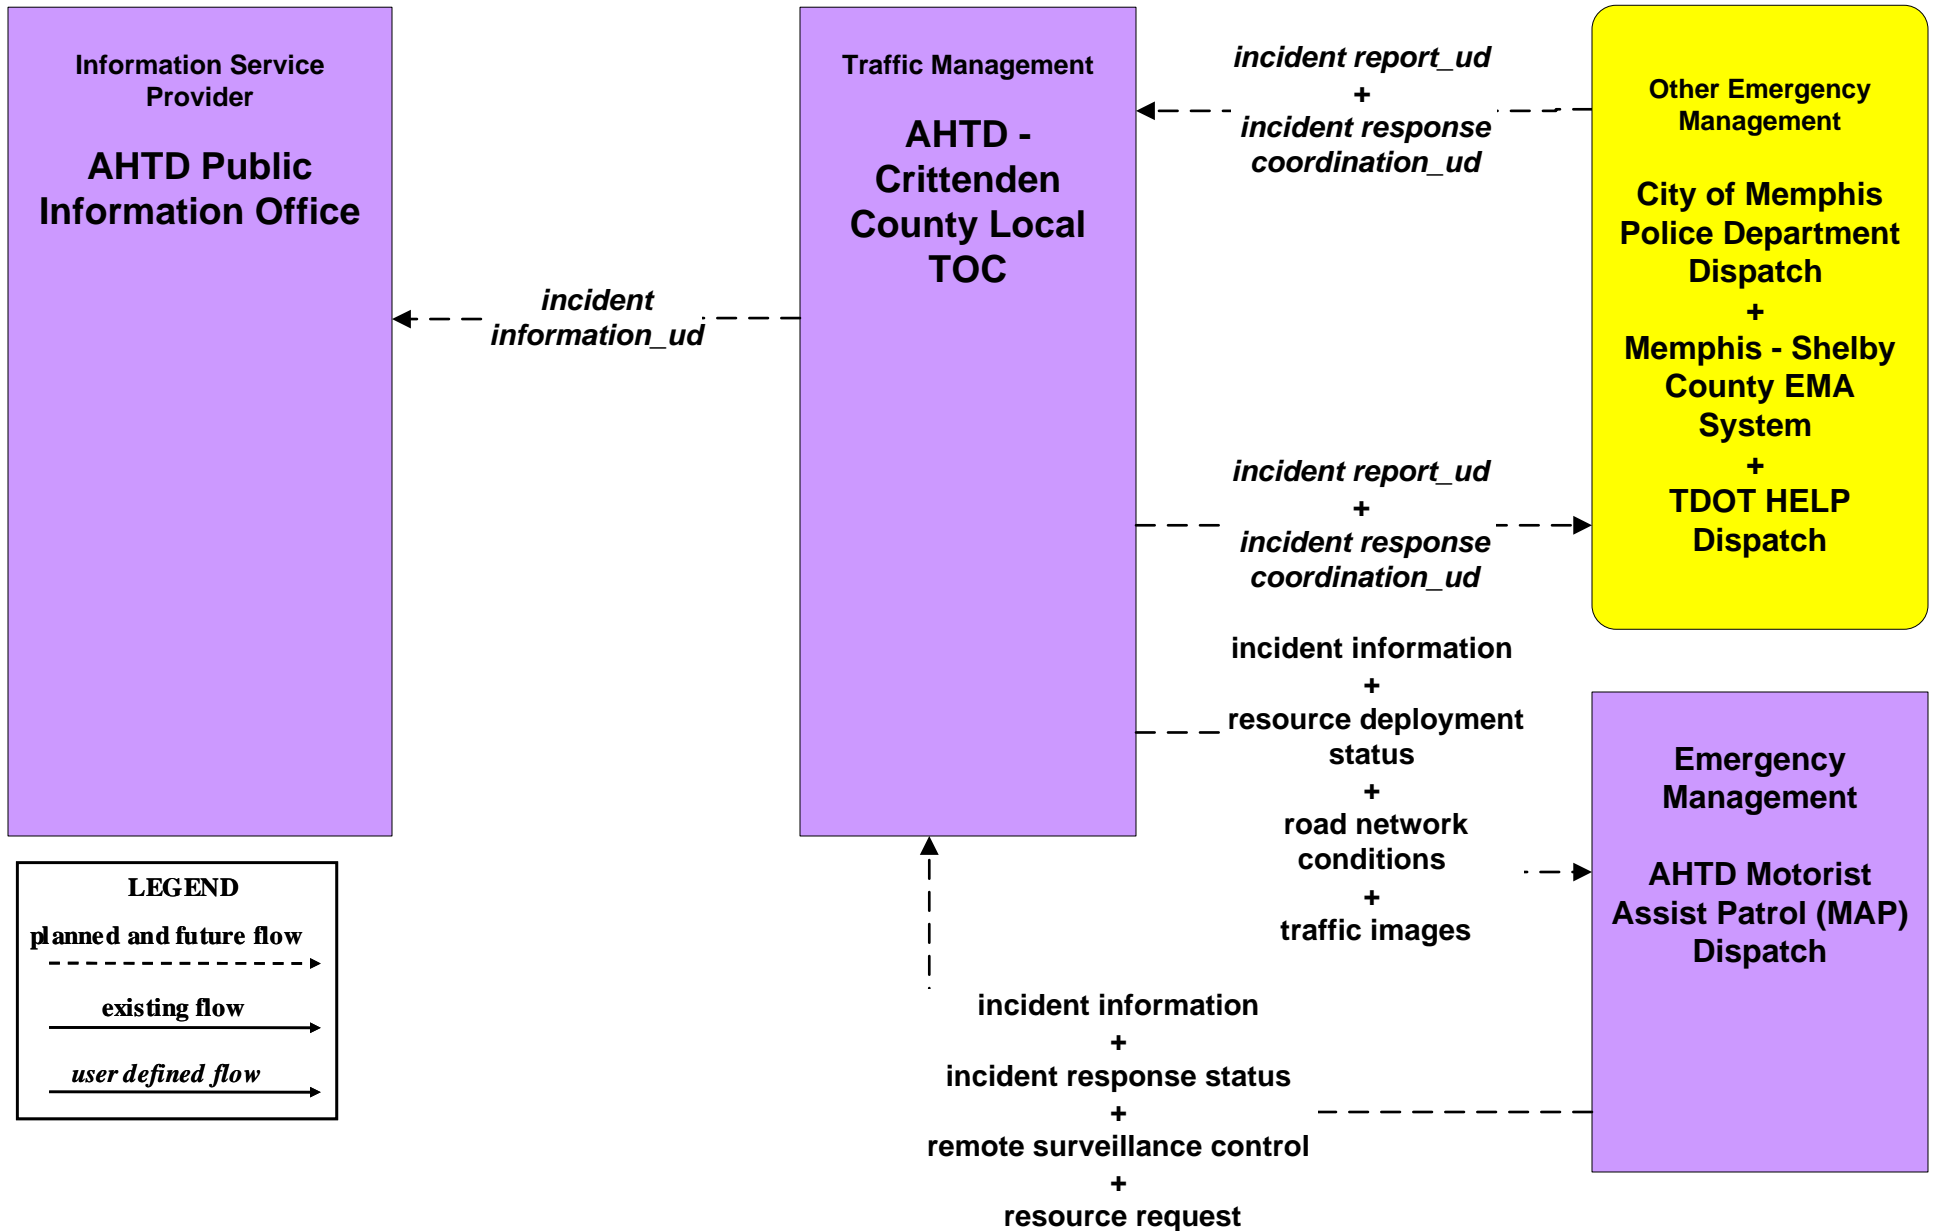 Information Service
Provider
AHTD Public
Information Office
Traffic Management
AHTD -
Crittenden
County Local
TOC
incident
information_ud
incident report_ud
+
incident response
coordination_ud
Other Emergency
Management
City of Memphis
Police Department
Dispatch
+
Memphis - Shelby
County EMA
System
+
TDOT HELP
Dispatch
incident report_ud
+
incident response
coordination_ud
incident information
+
resource deployment
status
+
road network
conditions
+
traffic images
Emergency
Management
AHTD Motorist
Assist Patrol (MAP)
Dispatch
incident information
+
incident response status
+
remote surveillance control
+
resource request
LEGEND
planned and future flow
existing flow
user defined flow